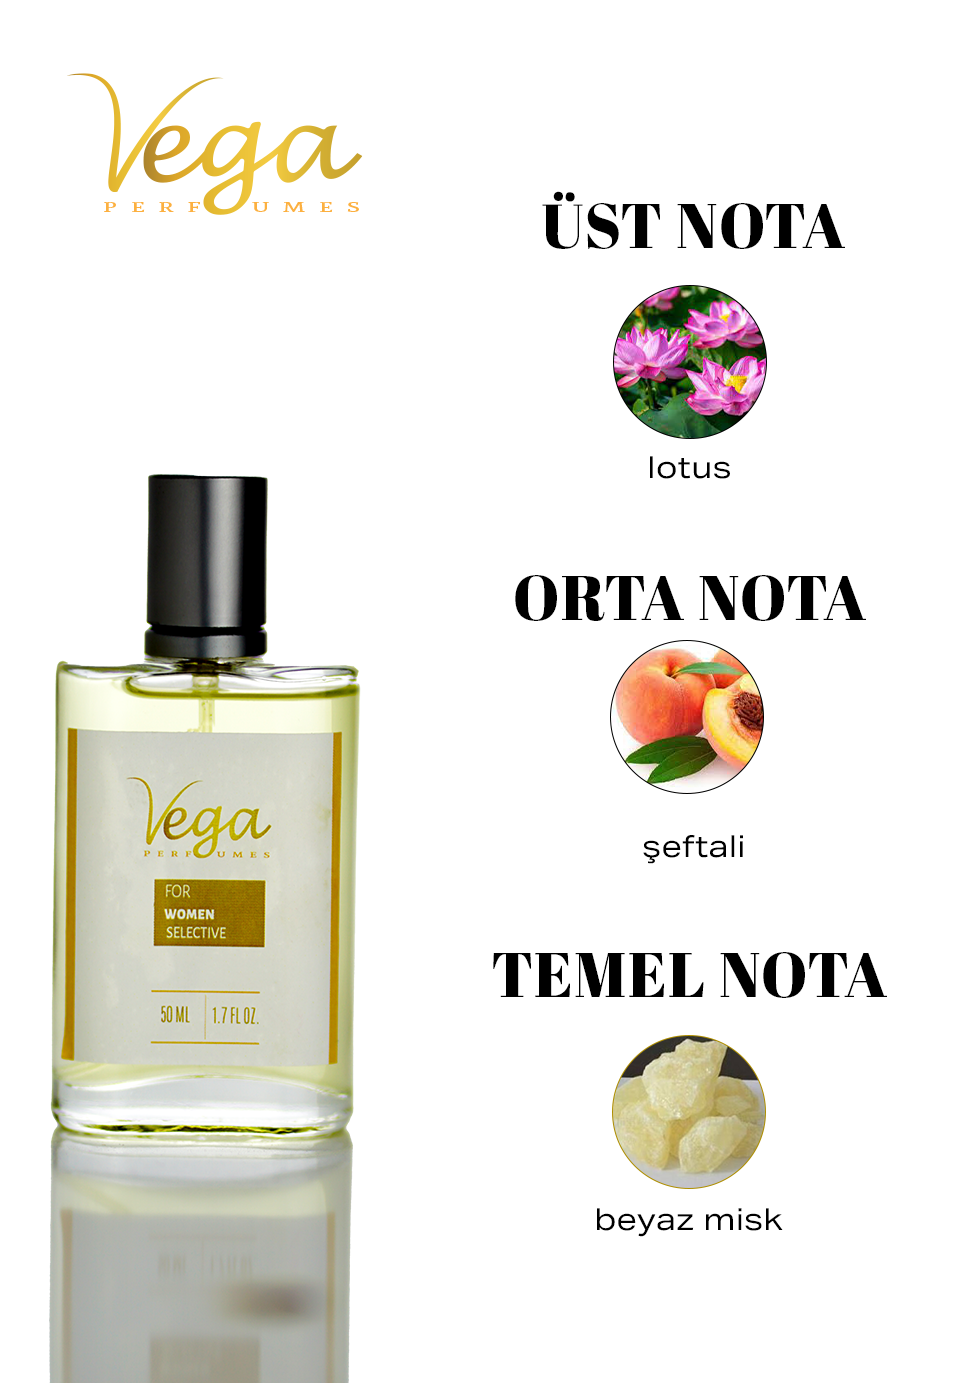 Vega
PERFUMES
ÜST NOTA
lotus
ORTA NOTA
şeftali
TEMEL NOTA
beyaz misk
Vega
PERFUMES
FOR
WOMEN
SELECTIVE
50 ML 1.7 FL OZ.